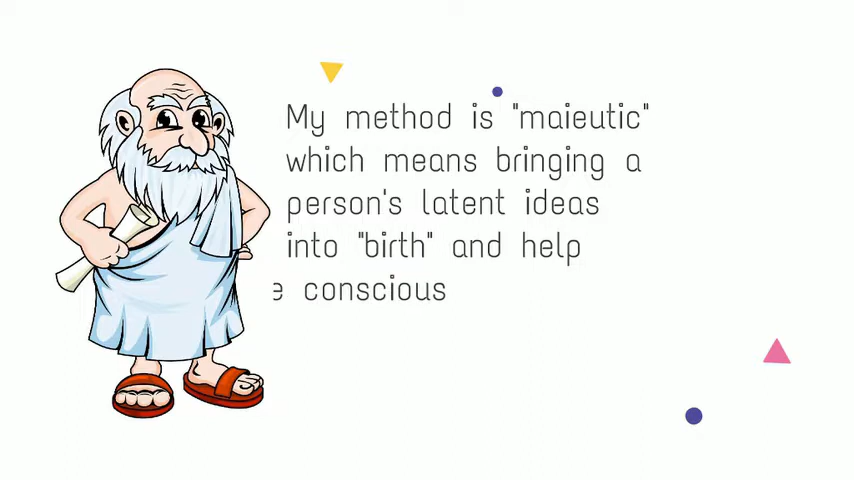 My method is "maieutic"
which means bringing a
person's latent ideas
into "birth" and help
conscious